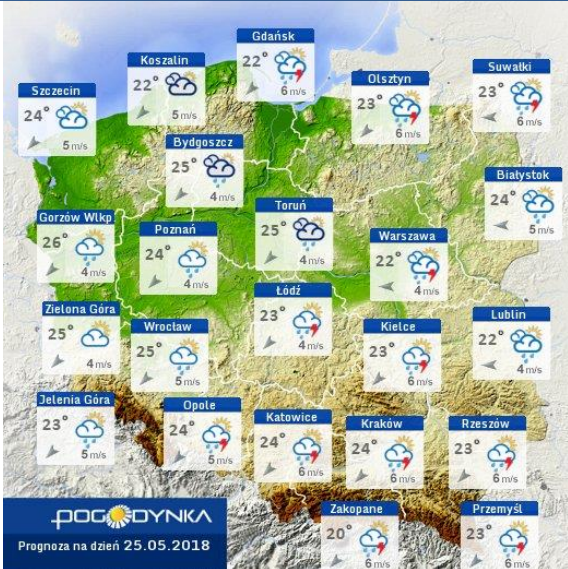 Gdańsk
22°
6 m/s
Koszalin
22°
5 m/s
Suwałki
23°
6 m/s
Olsztyn
23°
6 m/s
Szczecin
24°
5 m/s
Bydgoszcz
25°
4 m/s
Białystok
24°
5 m/s
Toruń
25°
4 m/s
Gorzów Wlkp
26°
4 m/s
Poznań
24°
4 m/s
Warszawa
22°
4 m/s
Łódź
23°
4 m/s
Zielona Góra
25°
4 m/s
Wrocław
25°
5 m/s
Kielce
23°
6 m/s
Lublin
22°
4 m/s
Jelenia Góra
23°
5 m/s
Opole
24°
5 m/s
Katowice
24°
6 m/s
Kraków
24°
6 m/s
Rzeszów
23°
6 m/s
Zakopane
20°
6 m/s
Przemyśl
23°
6 m/s
POGODYNKA
Prognoza na dzień 25.05.2018